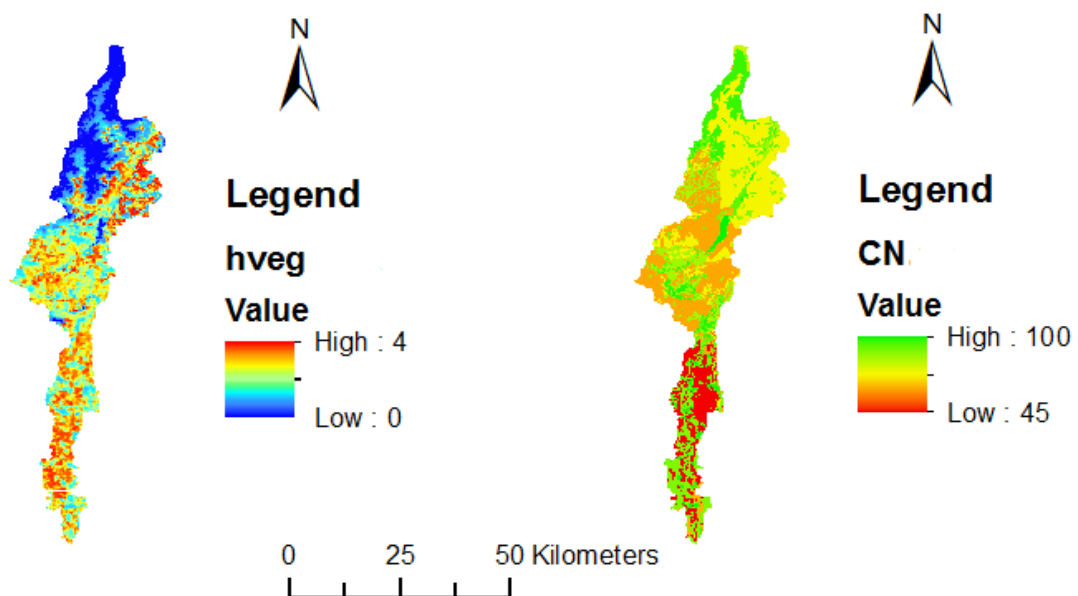 N
Legend
hveg
Value
High : 4
Low : 0
N
Legend
CN
Value
High : 100
Low : 45
0 25 50 Kilometers